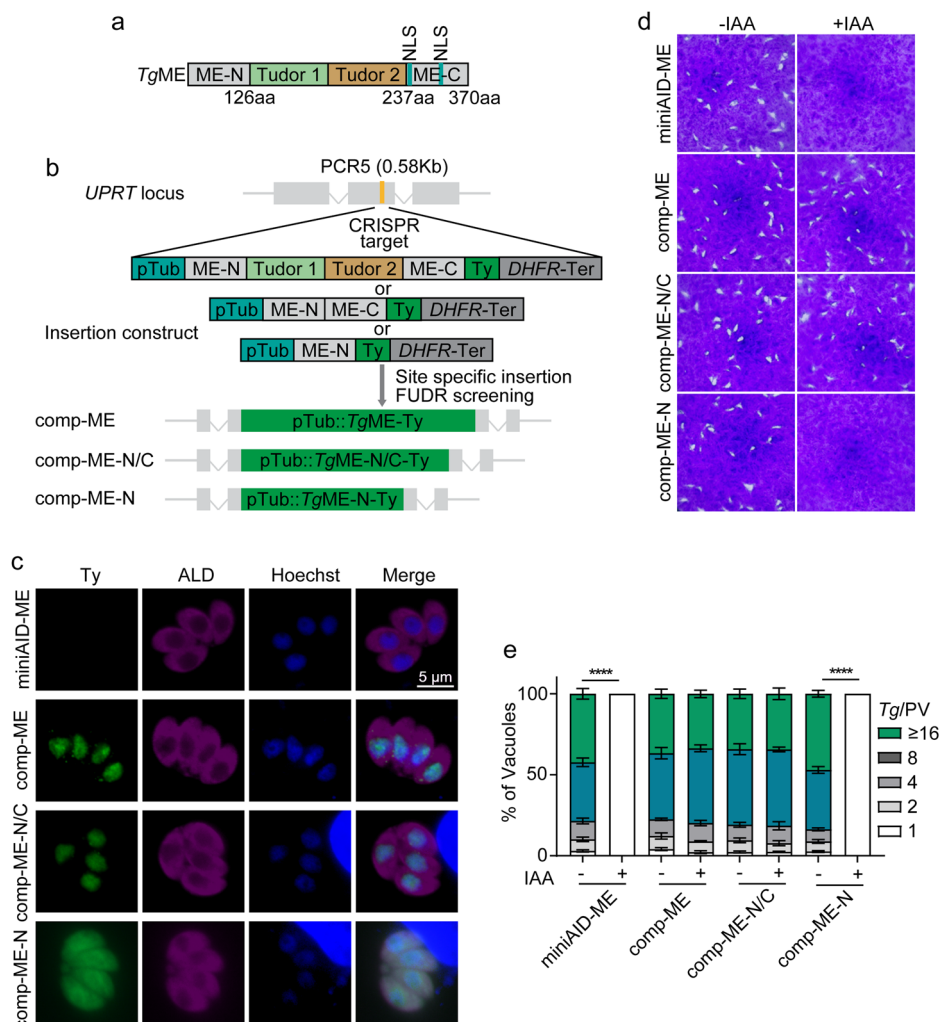 a
NLS
NLS
TgME ME-N Tudor 1 Tudor 2 ME-C
126aa 237aa 370aa
b
PCR5 (0.58Kb)
UPRT locus
CRISPR
target
pTub ME-N Tudor 1 Tudor 2 ME-C Ty DHFR-Ter
or
pTub ME-N ME-C Ty DHFR-Ter
Insertion construct
or
pTub ME-N Ty DHFR-Ter
Site specific insertion
FUDR screening
comp-ME pTub::TgME-Ty
comp-ME-N/C pTub::TgME-N/C-Ty
comp-ME-N pTub::TgME-N-Ty
c
Ty ALD Hoechst Merge
miniAID-ME
5 µm
comp-ME
comp-ME-N/C
comp-ME-N
d
-IAA +IAA
miniAID-ME
comp-ME
comp-ME-N/C
comp-ME-N
e
**** ****
% of Vacuoles
100
50
0
Tg/PV
≥16
8
4
2
1
IAA - + - + - + - +
miniAID-ME
comp-ME
comp-ME-N/C
comp-ME-N